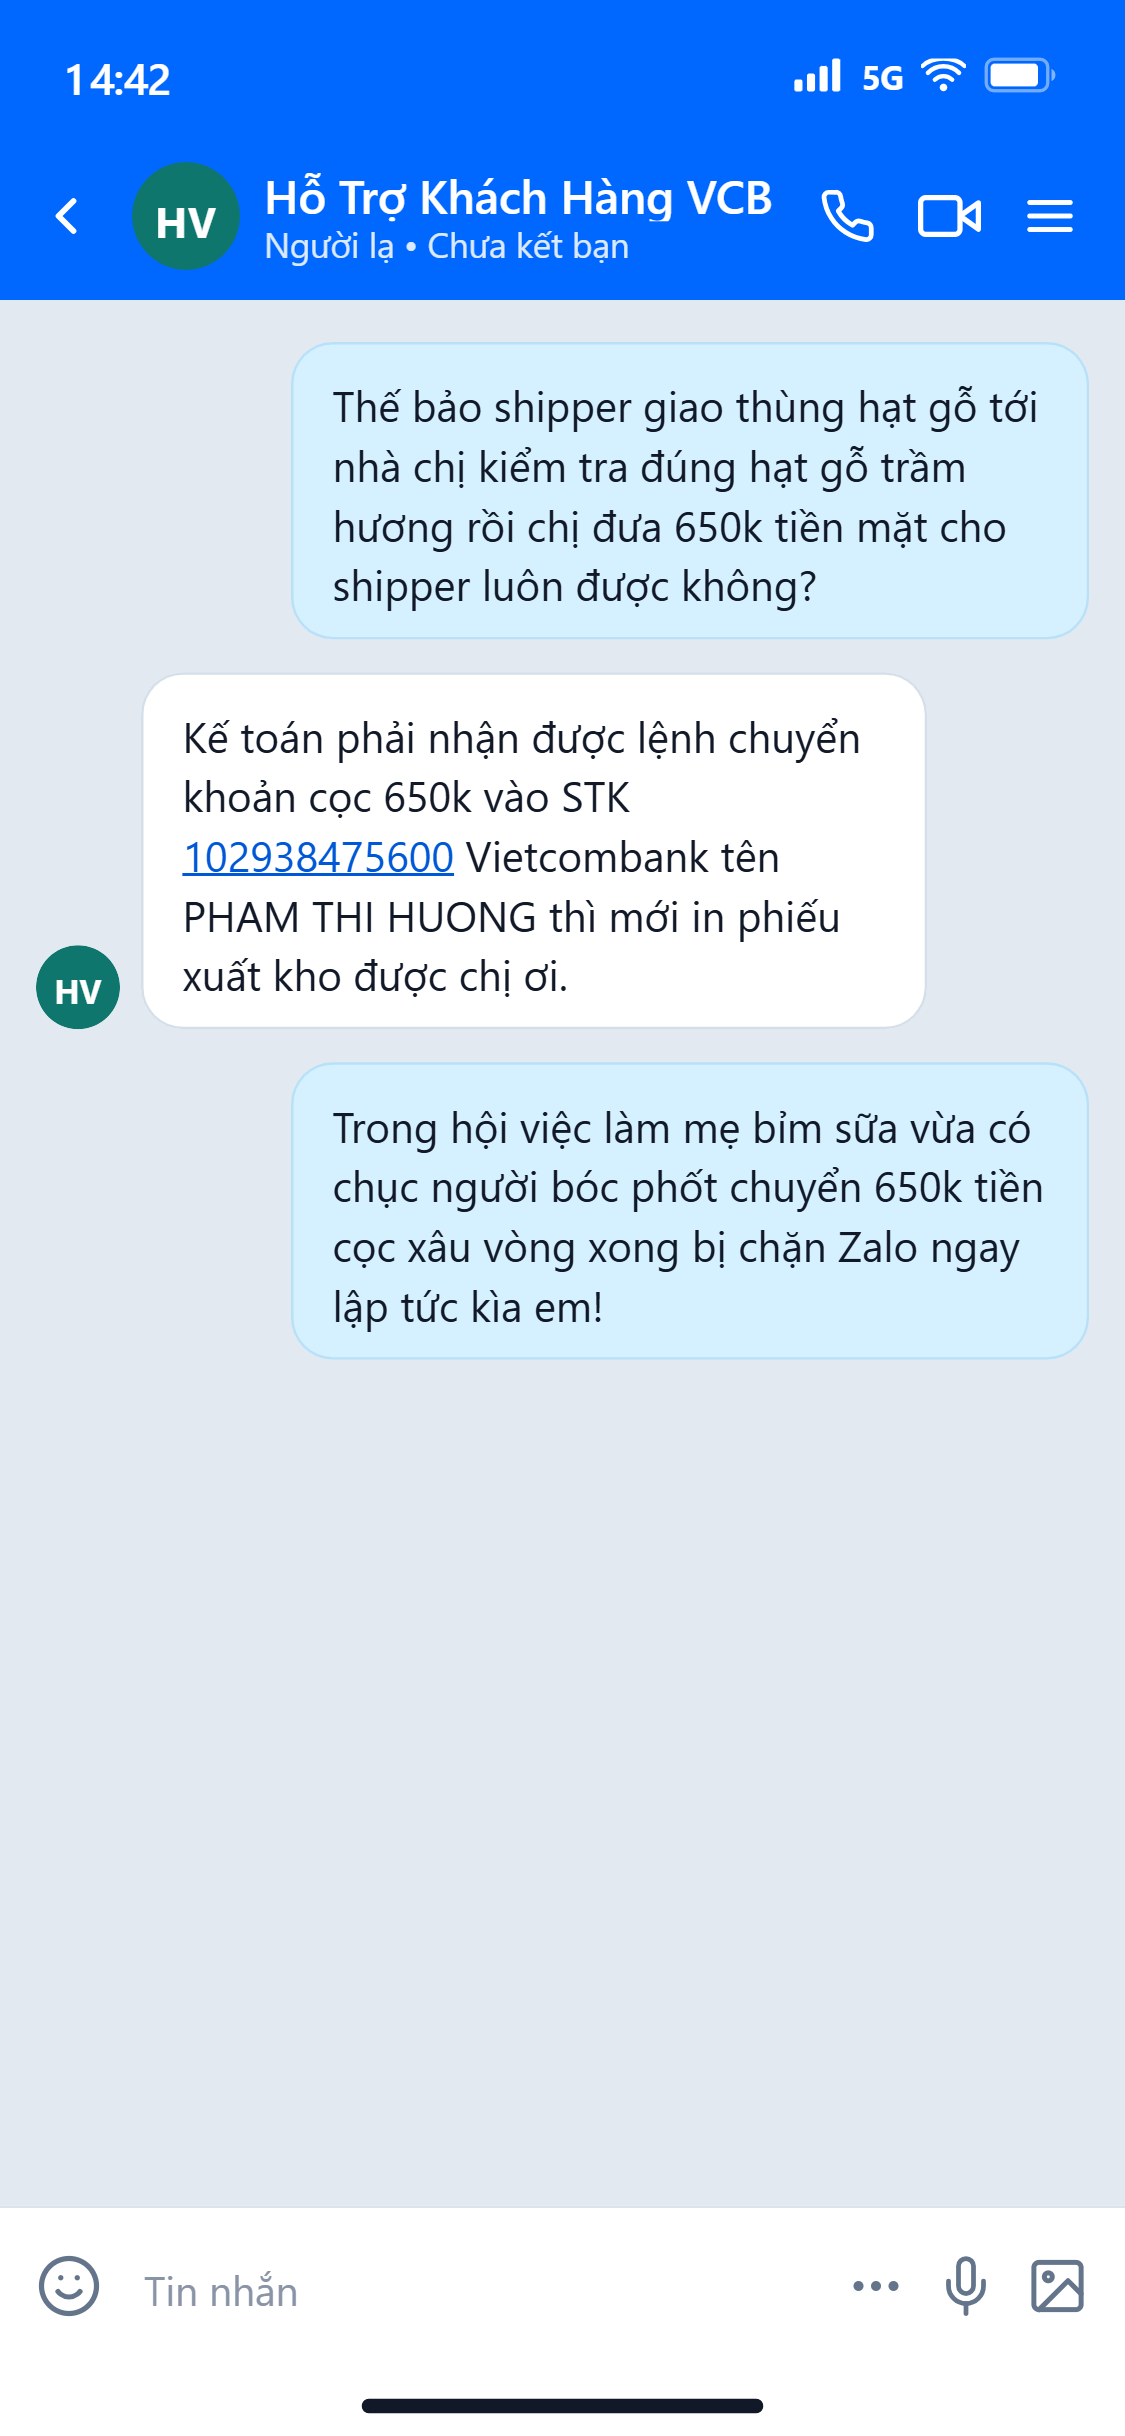 14:42
5G
HV
Hỗ Trợ Khách Hàng VCB
Người lạ • Chưa kết bạn
Thế bảo shipper giao thùng hạt gỗ tới
nhà chị kiểm tra đúng hạt gỗ trầm
hương rồi chị đưa 650k tiền mặt cho
shipper luôn được không?
Kế toán phải nhận được lệnh chuyển
khoản cọc 650k vào STK
102938475600 Vietcombank tên
PHAM THI HUONG thì mới in phiếu
xuất kho được chị ơi.
HV
Trong hội việc làm mẹ bỉm sữa vừa có
chục người bóc phốt chuyển 650k tiền
cọc xâu vòng xong bị chặn Zalo ngay
lập tức kìa em!
Tin nhắn